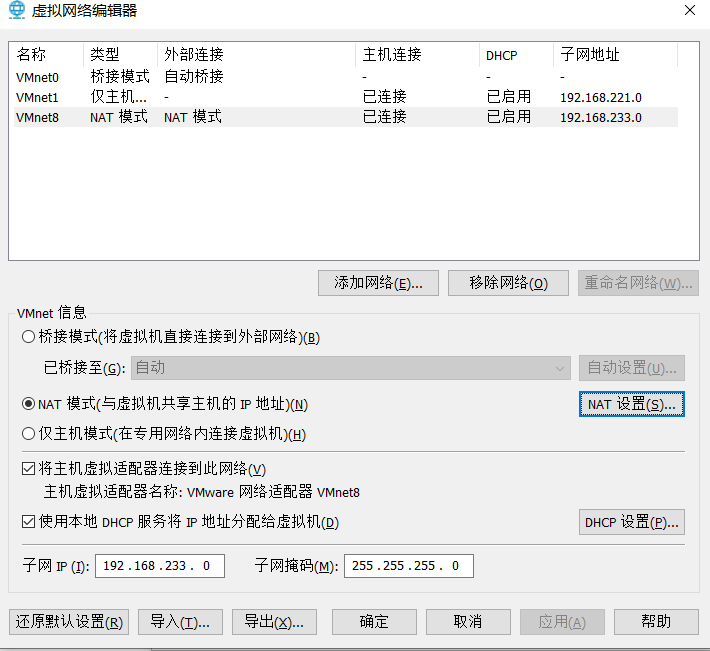 虚拟网络编辑器
名称 类型 外部连接 主机连接 DHCP 子网地址
VMnet0 桥接模式 自动桥接 - - -
VMnet1 仅主机... - 已连接 已启用 192.168.221.0
VMnet8 NAT 模式 NAT 模式 已连接 已启用 192.168.233.0
添加网络(E)... 移除网络(O) 重命名网络(W)...
VMnet 信息
桥接模式(将虚拟机直接连接到外部网络)(B)
已桥接至(G): 自动 自动设置(U)...
NAT 模式(与虚拟机共享主机的 IP 地址)(N) NAT 设置(S)...
仅主机模式(在专用网络内连接虚拟机)(H)
将主机虚拟适配器连接到此网络(V)
主机虚拟适配器名称: VMware 网络适配器 VMnet8
使用本地 DHCP 服务将 IP 地址分配给虚拟机(D) DHCP 设置(P)...
子网 IP (I): 192.168.233. 0 子网掩码(M): 255.255.255. 0
还原默认设置(R) 导入(T)... 导出(X)... 确定 取消 应用(A) 帮助